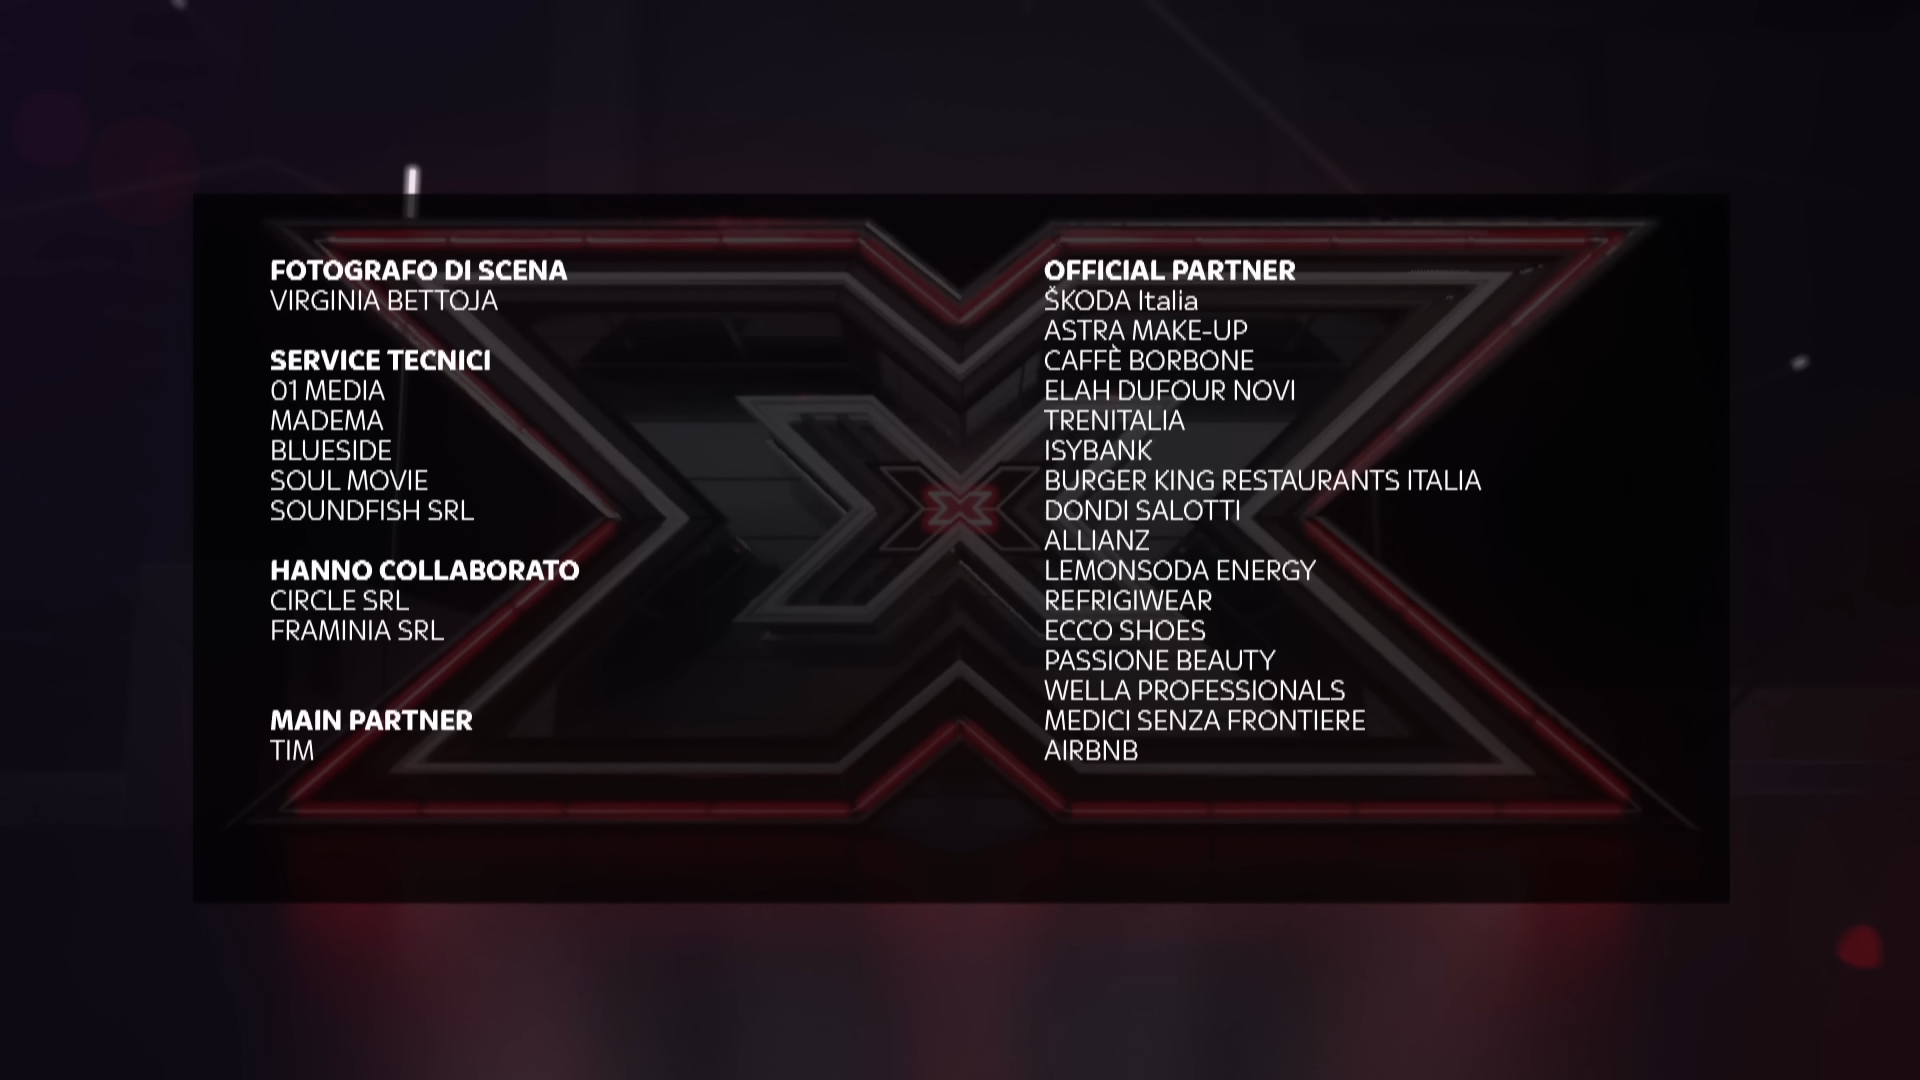 FOTOGRAFO DI SCENA
VIRGINIA BETTOJA
SERVICE TECNICI
01 MEDIA
MADEMA
BLUESIDE
SOUL MOVIE
SOUNDFISH SRL
HANNO COLLABORATO
CIRCLE SRL
FRAMINIA SRL
MAIN PARTNER
TIM
OFFICIAL PARTNER
ŠKODA Italia
ASTRA MAKE-UP
CAFFÈ BORBONE
ELAH DUFOUR NOVI
TRENITALIA
ISYBANK
BURGER KING RESTAURANTS ITALIA
DONDI SALOTTI
ALLIANZ
LEMONSODA ENERGY
REFRIGIWEAR
ECCO SHOES
PASSIONE BEAUTY
WELLA PROFESSIONALS
MEDICI SENZA FRONTIERE
AIRBNB